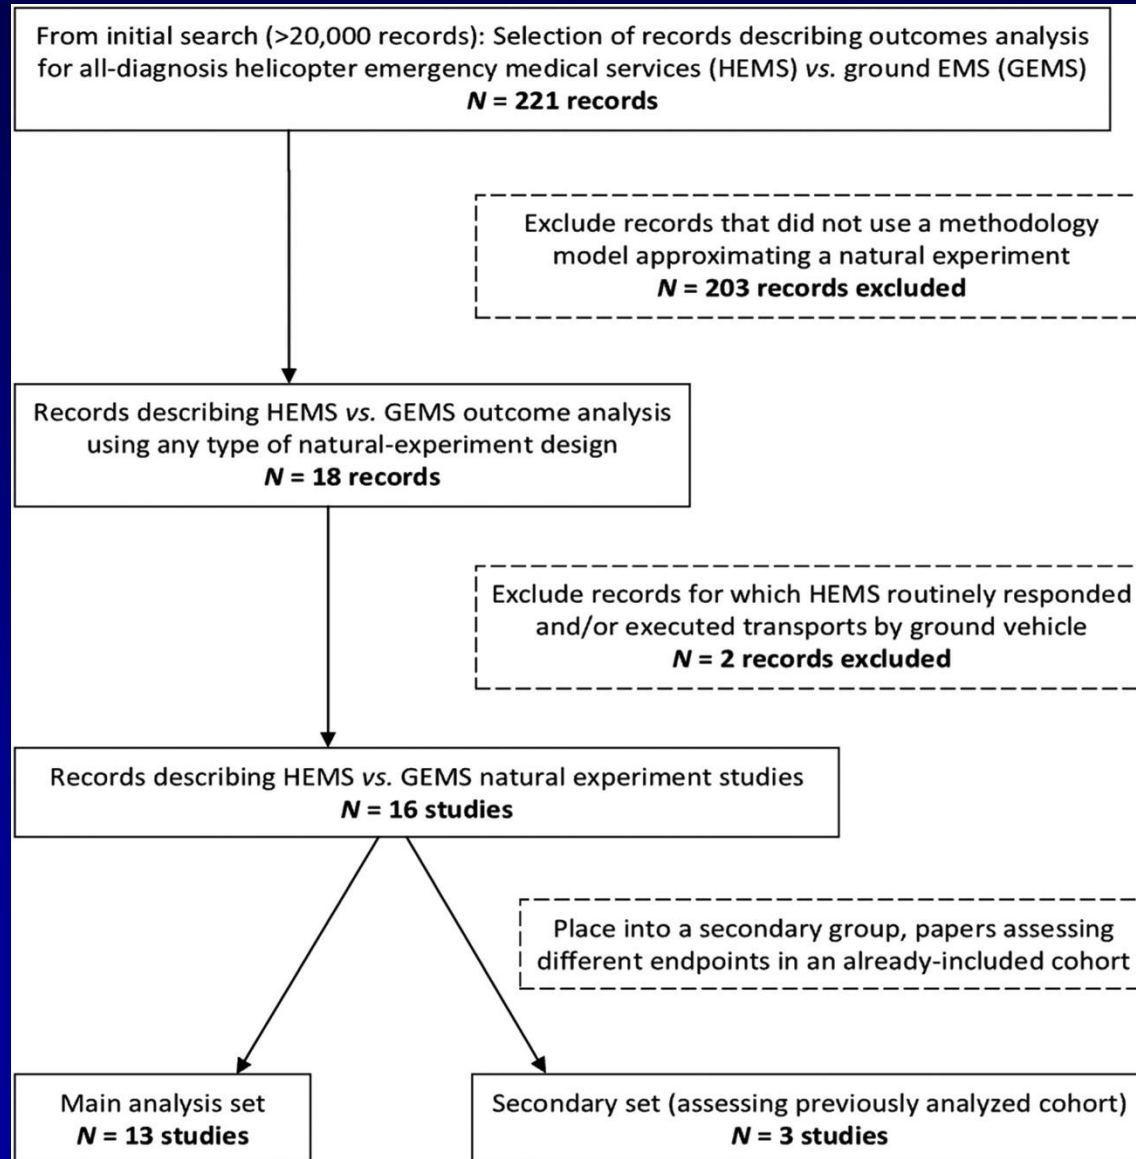 From initial search (>20,000 records): Selection of records describing outcomes analysis
for all-diagnosis helicopter emergency medical services (HEMS) vs. ground EMS (GEMS)
N = 221 records
Exclude records that did not use a methodology
model approximating a natural experiment
N = 203 records excluded
Records describing HEMS vs. GEMS outcome analysis
using any type of natural-experiment design
N = 18 records
Exclude records for which HEMS routinely responded
and/or executed transports by ground vehicle
N = 2 records excluded
Records describing HEMS vs. GEMS natural experiment studies
N = 16 studies
Place into a secondary group, papers assessing
different endpoints in an already-included cohort
Main analysis set
N = 13 studies
Secondary set (assessing previously analyzed cohort)
N = 3 studies